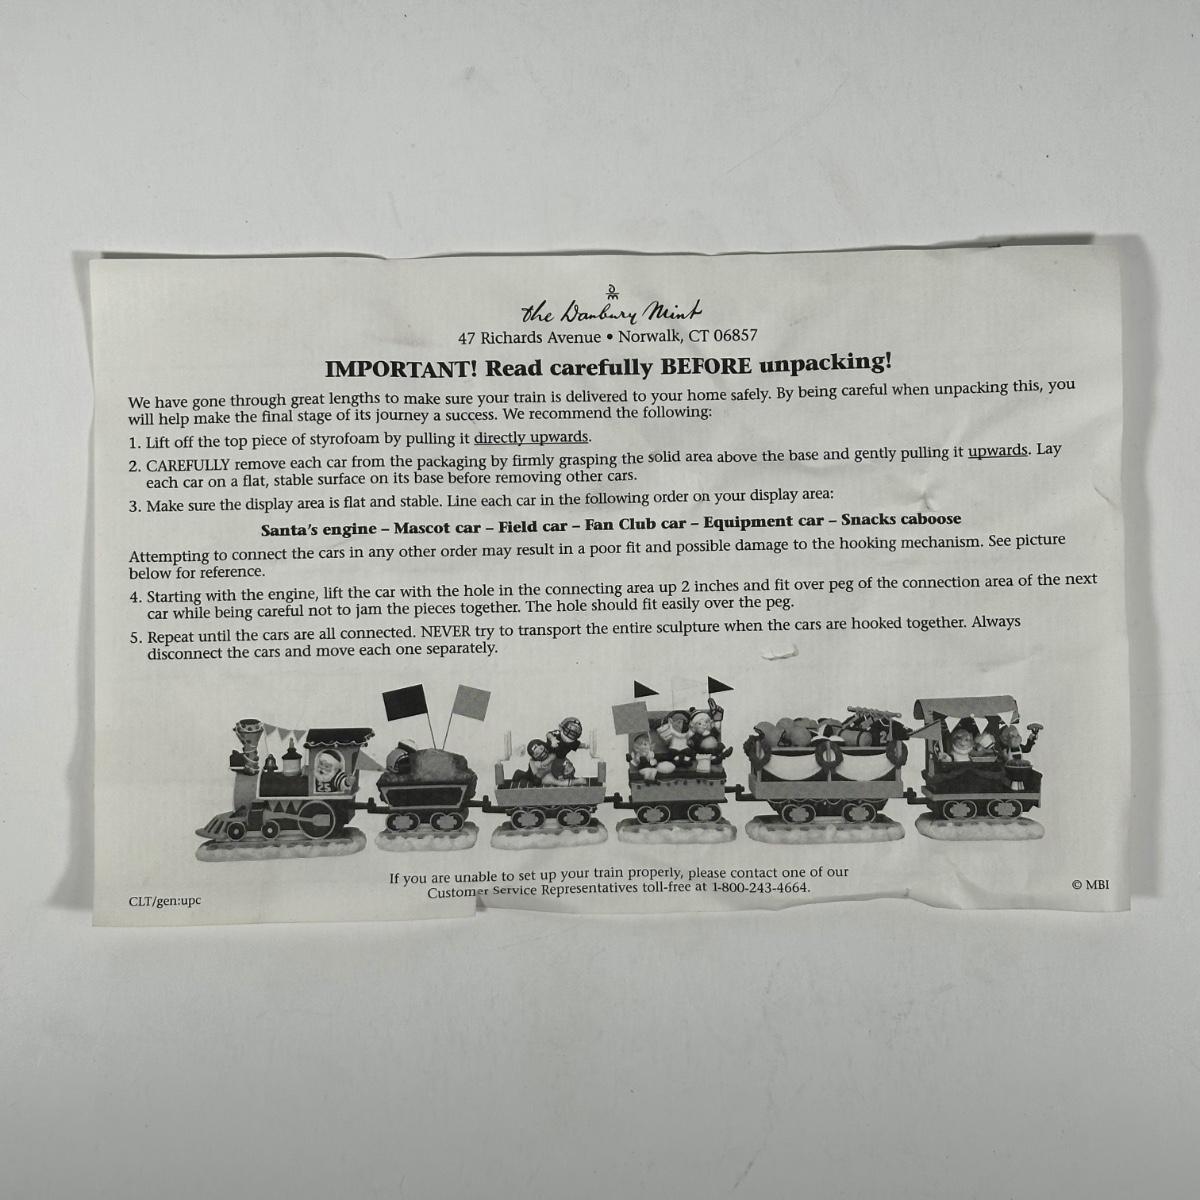 DM
the Danbury Mint
47 Richards Avenue • Norwalk, CT 06857
IMPORTANT! Read carefully BEFORE unpacking!
We have gone through great lengths to make sure your train is delivered to your home safely. By being careful when unpacking this, you
will help make the final stage of its journey a success. We recommend the following:
1. Lift off the top piece of styrofoam by pulling it directly upwards.
2. CAREFULLY remove each car from the packaging by firmly grasping the solid area above the base and gently pulling it upwards. Lay
each car on a flat, stable surface on its base before removing other cars.
3. Make sure the display area is flat and stable. Line each car in the following order on your display area:
Santa's engine – Mascot car – Field car – Fan Club car – Equipment car – Snacks caboose
Attempting to connect the cars in any other order may result in a poor fit and possible damage to the hooking mechanism. See picture
below for reference.
4. Starting with the engine, lift the car with the hole in the connecting area up 2 inches and fit over peg of the connection area of the next
car while being careful not to jam the pieces together. The hole should fit easily over the peg.
5. Repeat until the cars are all connected. NEVER try to transport the entire sculpture when the cars are hooked together. Always
disconnect the cars and move each one separately.
25
If you are unable to set up your train properly, please contact one of our
Customer Service Representatives toll-free at 1-800-243-4664.
CLT/gen:upc
© MBI